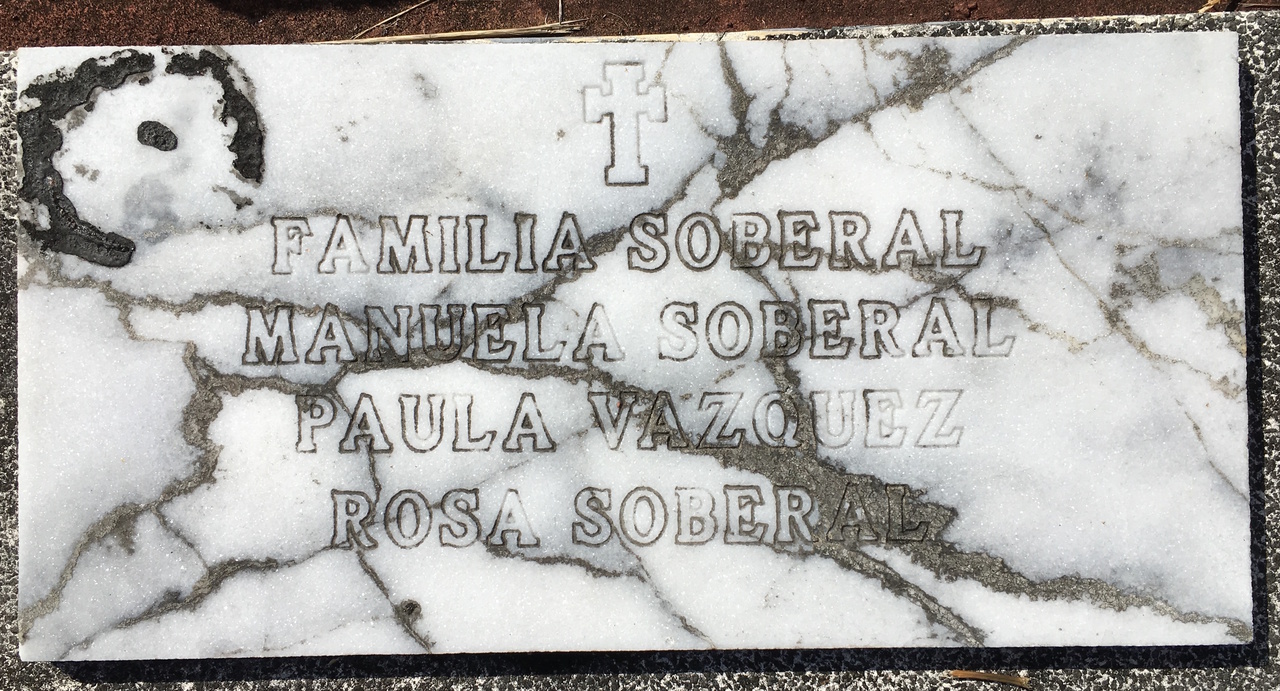 FAMILIA SOBERAL
MANUELA SOBERAL
PAULA VAZQUEZ
ROSA SOBERAL